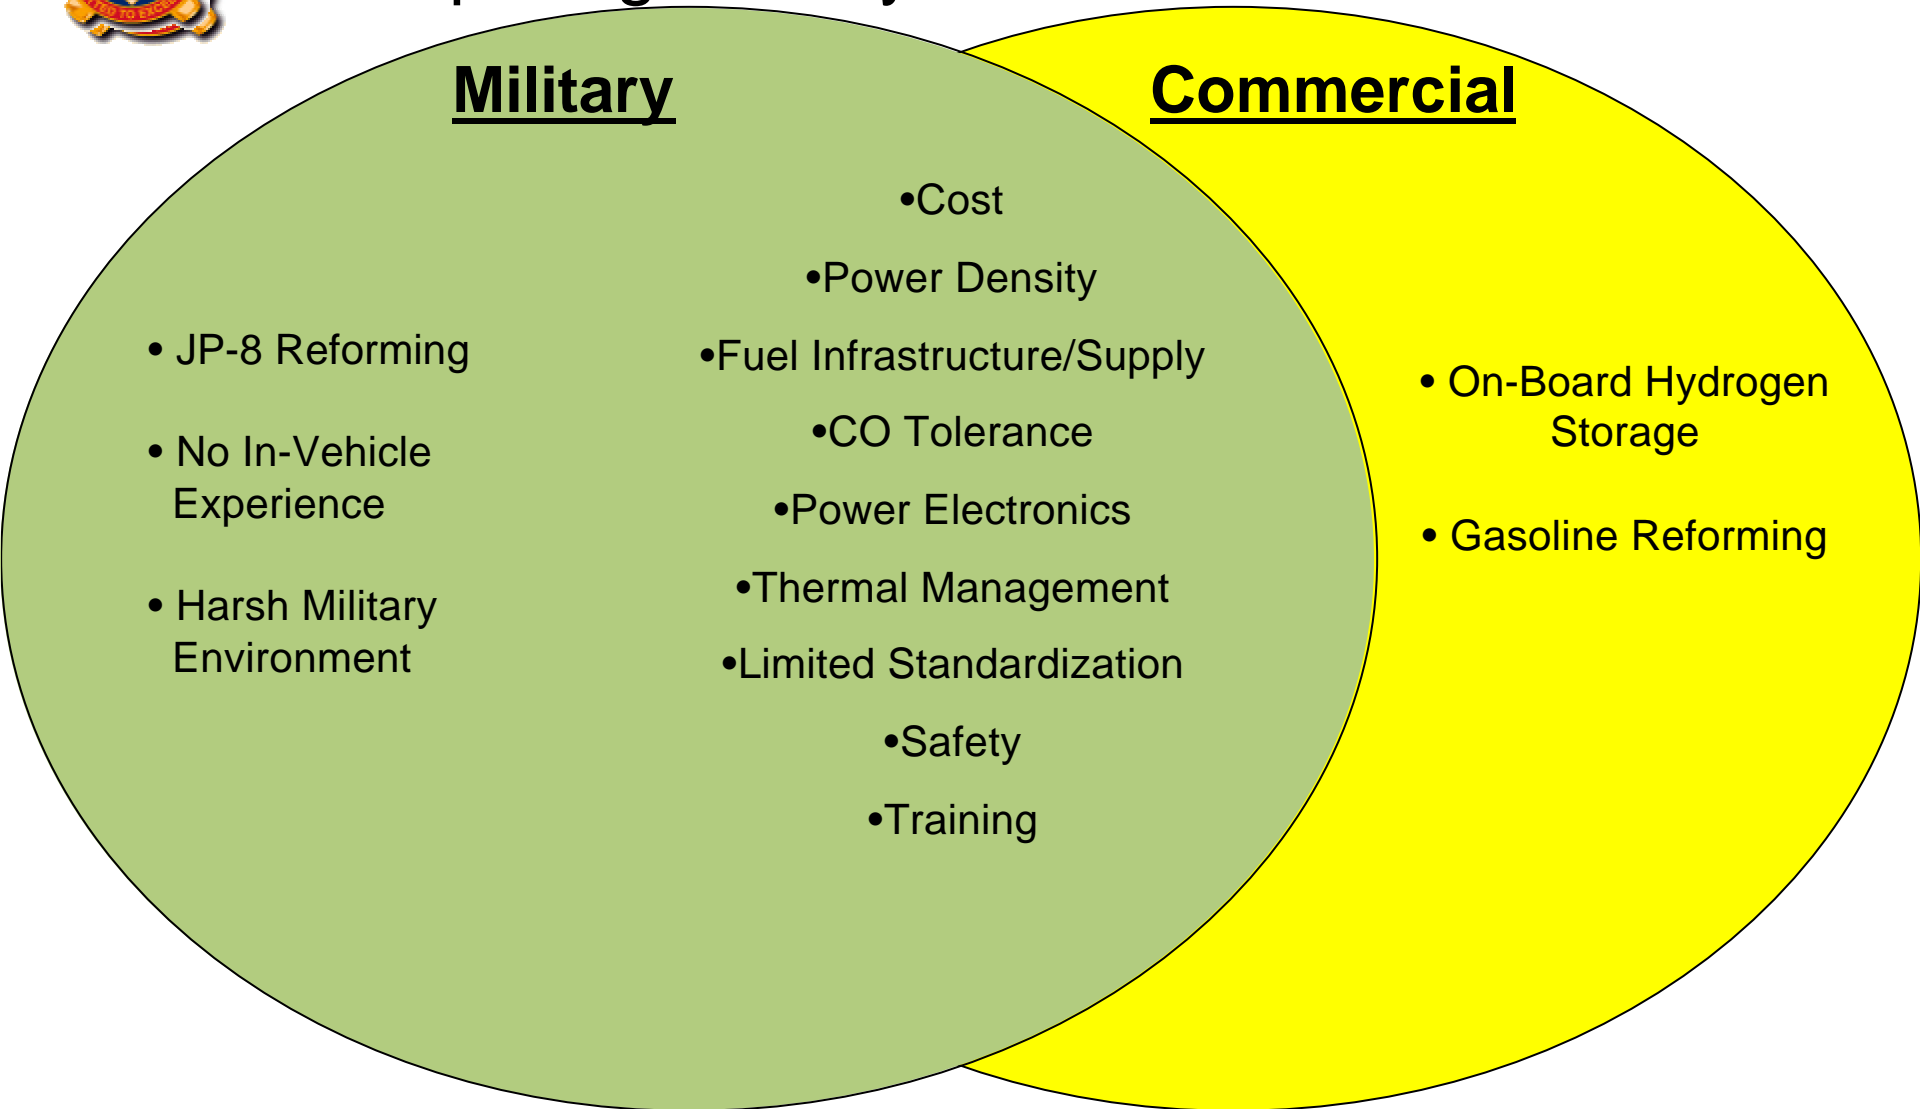 Military
Commercial
•Cost
•Power Density
• JP-8 Reforming
•Fuel Infrastructure/Supply
• On-Board Hydrogen
Storage
•CO Tolerance
• No In-Vehicle
Experience
•Power Electronics
• Gasoline Reforming
•Thermal Management
• Harsh Military
Environment
•Limited Standardization
•Safety
•Training